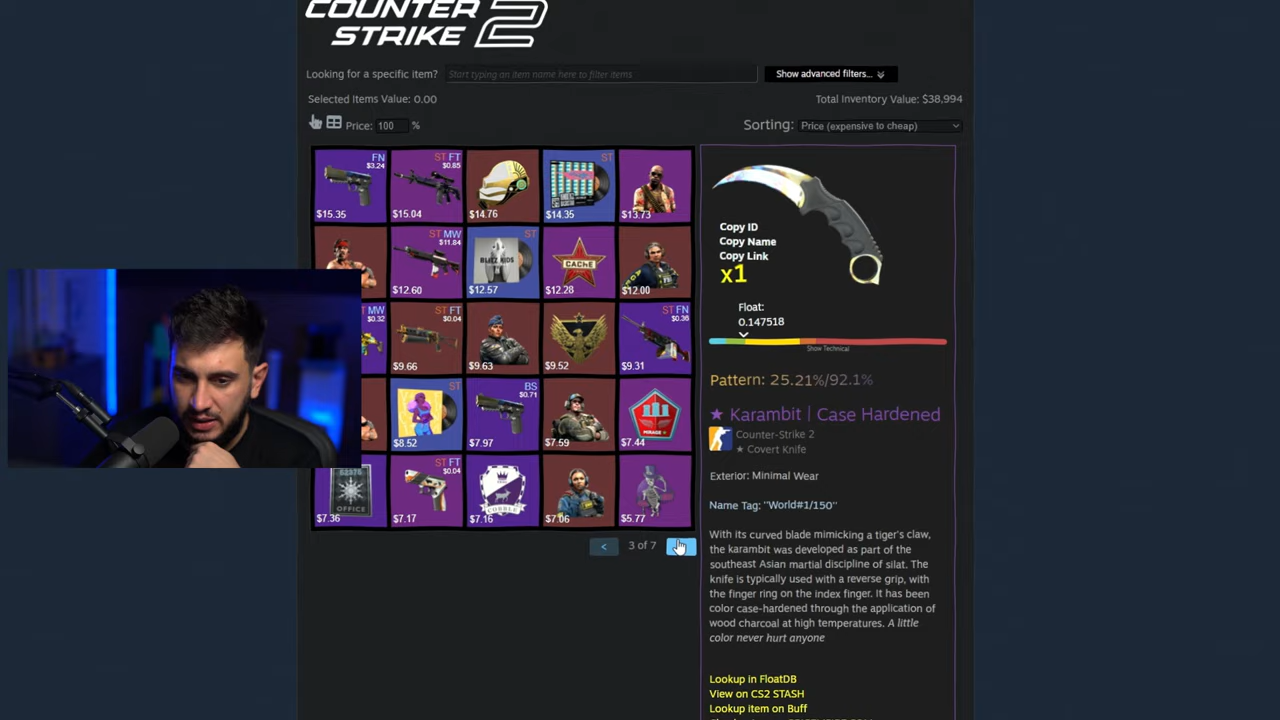 COUNTER
STRIKE 2
Looking for a specific item? Start typing an item name here to filter items Show advanced filters...
Selected Items Value: 0.00 Total Inventory Value: $38,994
Price: 100 % Sorting: Price (expensive to cheap)
FN $3.24 $15.35
ST FT $0.85 $15.04
$14.76
ST $14.35
$13.73
ST MW $11.84 $12.60
ST BLITZ KIDS $12.57
CACHE $12.28
$12.00
MW $0.32
ST FT $0.04 $9.66
$9.63
$9.52
ST FN $0.36 $9.31
ST $8.52
BS $0.71 $7.97
$7.59
MIRAGE $7.44
OFFICE $7.36
ST FT $0.04 $7.17
COBBLE $7.16
$7.06
$5.77
< 3 of 7
Copy ID
Copy Name
Copy Link
x1
Float:
0.147518
Show Technical
Pattern: 25.21%/92.1%
★ Karambit | Case Hardened
Counter-Strike 2
★ Covert Knife
Exterior: Minimal Wear
Name Tag: "World#1/150"
With its curved blade mimicking a tiger's claw,
the karambit was developed as part of the
southeast Asian martial discipline of silat. The
knife is typically used with a reverse grip, with
the finger ring on the index finger. It has been
color case-hardened through the application of
wood charcoal at high temperatures. A little
color never hurt anyone
Lookup in FloatDB
View on CS2 STASH
Lookup item on Buff